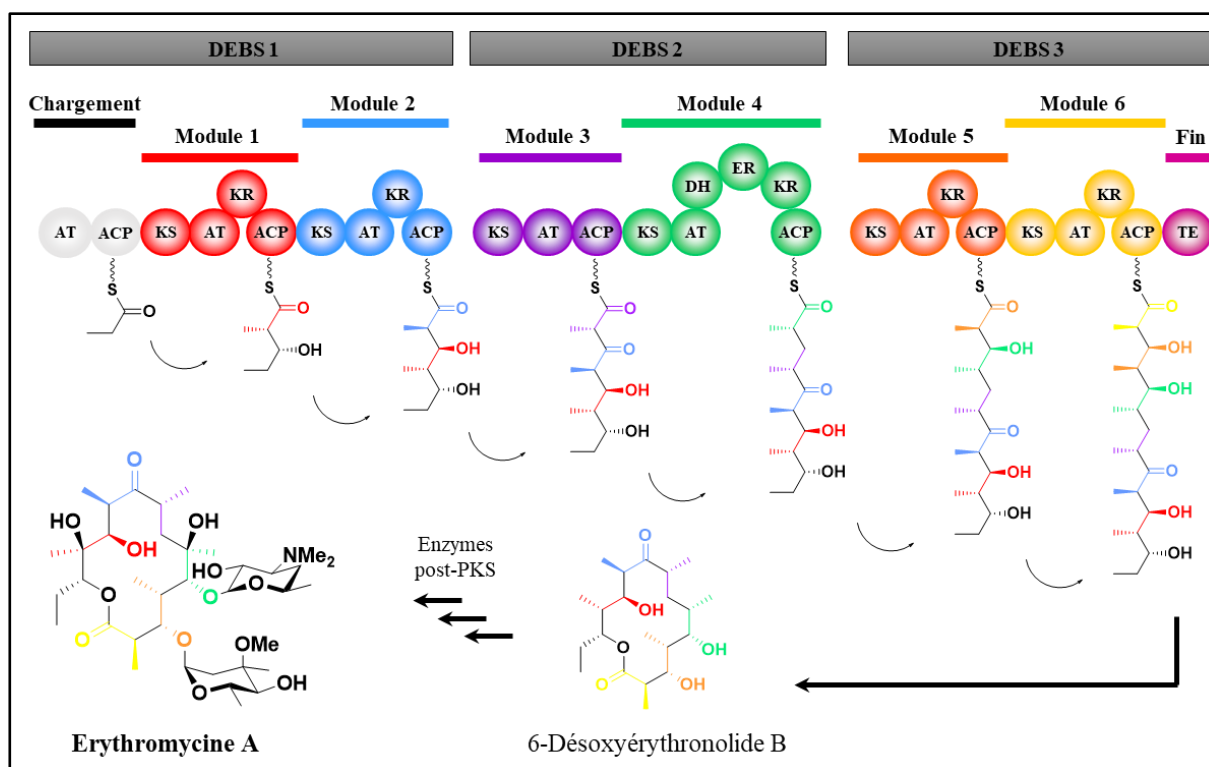 DEBS 1 DEBS 2 DEBS 3
Chargement Module 2 Module 4 Module 6
Module 1 Module 3 Module 5 Fin
ER
KR KR DH KR KR KR
AT ACP KS AT ACP KS AT ACP KS AT ACP KS AT ACP KS AT ACP KS AT ACP TE
S S S S S S S
O O O O O O O
OH O O OH OH
OH OH
OH OH O OH
OH OH O O
OH OH OH
OH OH
O O
HO HO NMe2
OH HO
O O
O
O O
OMe
O OH
Enzymes
post-PKS
O
OH
O OH
O OH
Erythromycine A 6-Désoxyérythronolide B